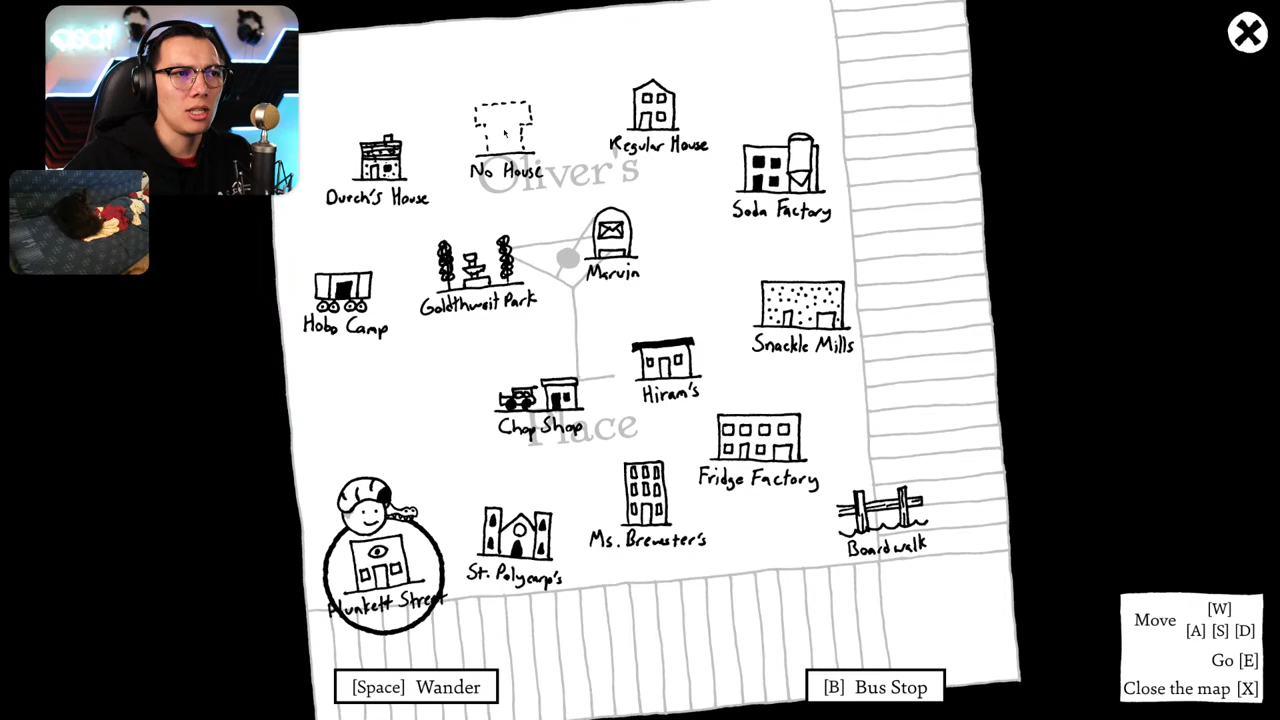 Regular House
No House
Oliver's
Durch's House
Soda Factory
Marvin
Goldthwait Park
Hobo Camp
Snackle Mills
Hiram's
Chop Shop
Place
Fridge Factory
Ms. Brewster's
Boardwalk
St. Polycarp's
Plunkett Street
[W]
Move
[A] [S] [D]
Go [E]
Close the map [X]
[Space] Wander
[B] Bus Stop